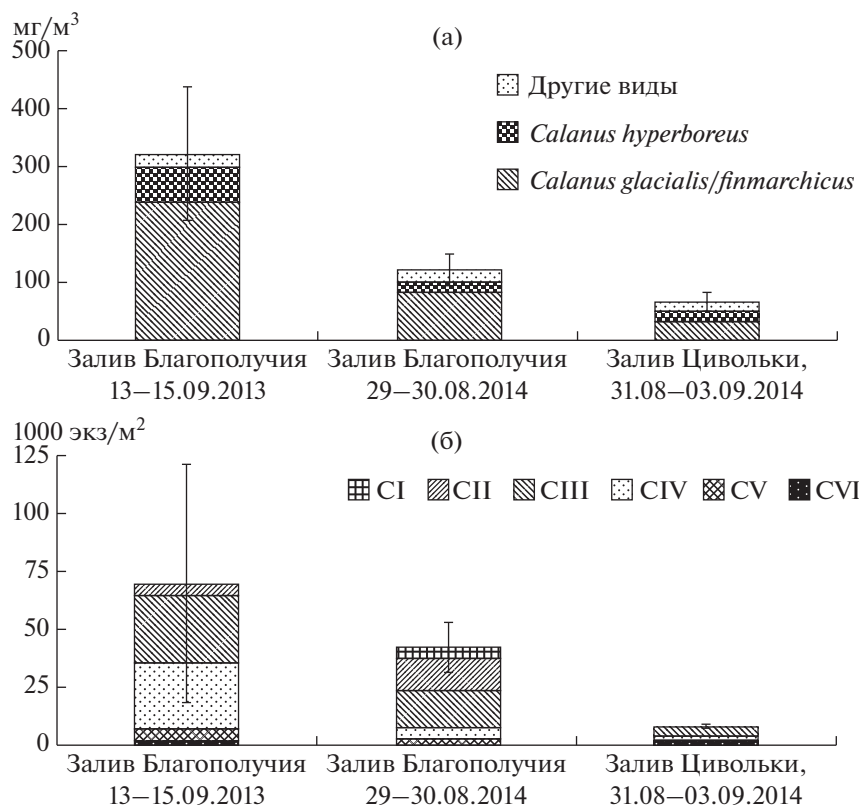 мг/м³
(а)
500
400
300
200
100
0
Другие виды
Calanus hyperboreus
Calanus glacialis/finmarchicus
Залив Благополучия
13–15.09.2013
Залив Благополучия
29–30.08.2014
Залив Цивольки,
31.08–03.09.2014
1000 экз/м²
(б)
125
100
75
50
25
0
CI CII CIII CIV CV CVI
Залив Благополучия
13–15.09.2013
Залив Благополучия
29–30.08.2014
Залив Цивольки,
31.08–03.09.2014